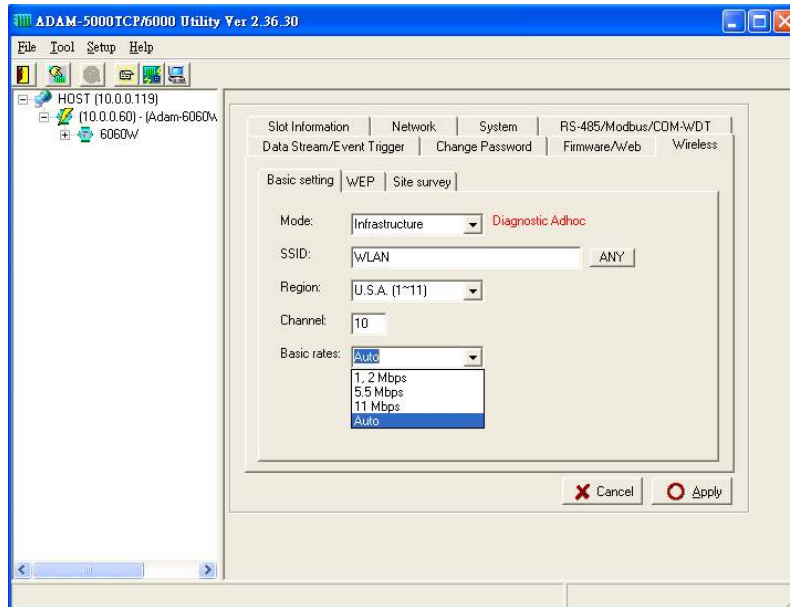 ADAM-5000TCP/6000 Utility Ver 2.36.30
File Tool Setup Help
HOST (10.0.0.119)
(10.0.0.60) - (Adam-6060W
6060W
Slot Information Network System RS-485/Modbus/COM-WDT
Data Stream/Event Trigger Change Password Firmware/Web Wireless
Basic setting WEP Site survey
Mode: Infrastructure Diagnostic Adhoc
SSID: WLAN ANY
Region: U.S.A. (1~11)
Channel: 10
Basic rates: Auto
1, 2 Mbps
5.5 Mbps
11 Mbps
Auto
Cancel Apply